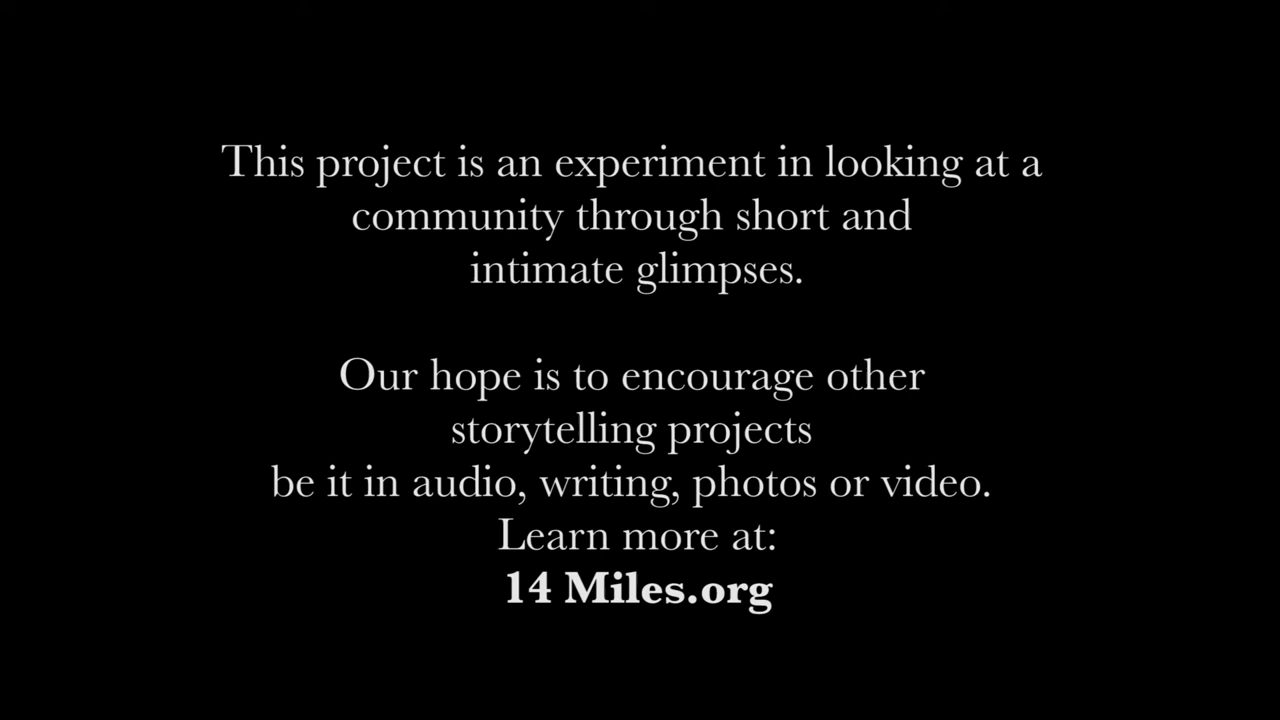 This project is an experiment in looking at a
community through short and
intimate glimpses.
Our hope is to encourage other
storytelling projects
be it in audio, writing, photos or video.
Learn more at:
14 Miles.org